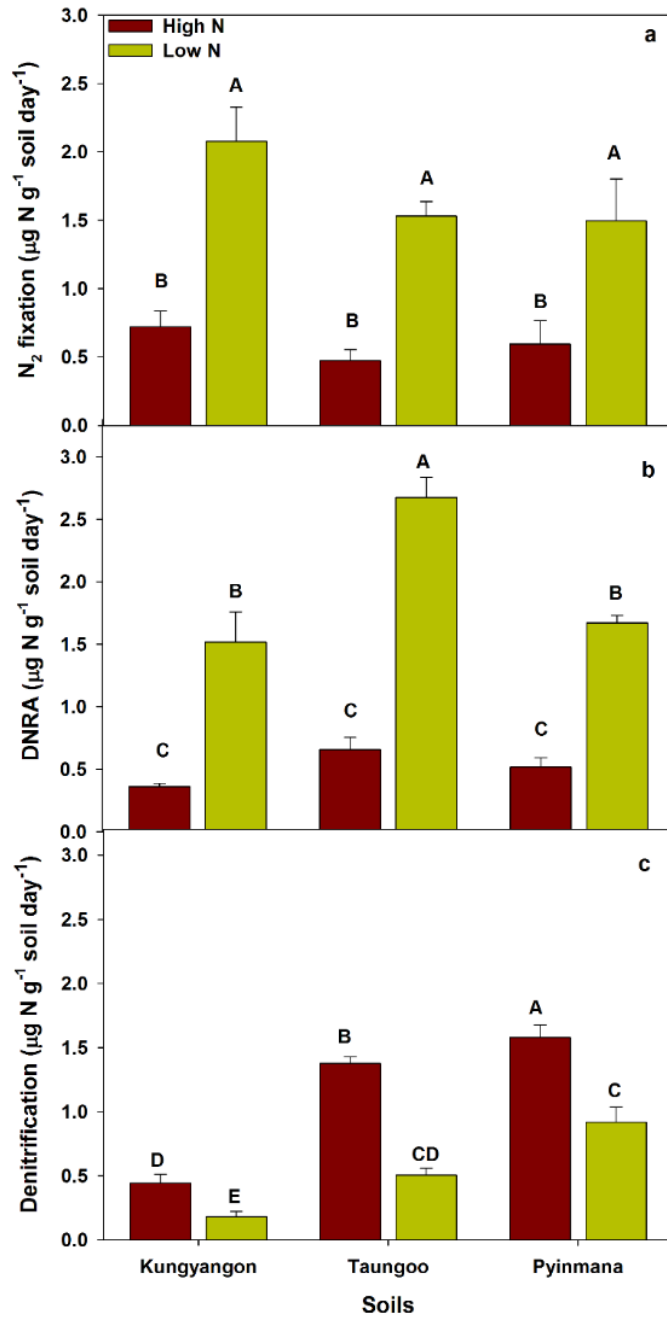 High N
Low N
a
3.0
2.5
2.0
1.5
1.0
0.5
0.0
N₂ fixation (µg N g⁻¹ soil day⁻¹)
B
A
B
A
B
A
b
3.0
2.5
2.0
1.5
1.0
0.5
0.0
DNRA (µg N g⁻¹ soil day⁻¹)
C
B
C
A
C
B
c
3.0
2.5
2.0
1.5
1.0
0.5
0.0
Denitrification (µg N g⁻¹ soil day⁻¹)
D
E
B
CD
A
C
Kungyangon
Taungoo
Pyinmana
Soils